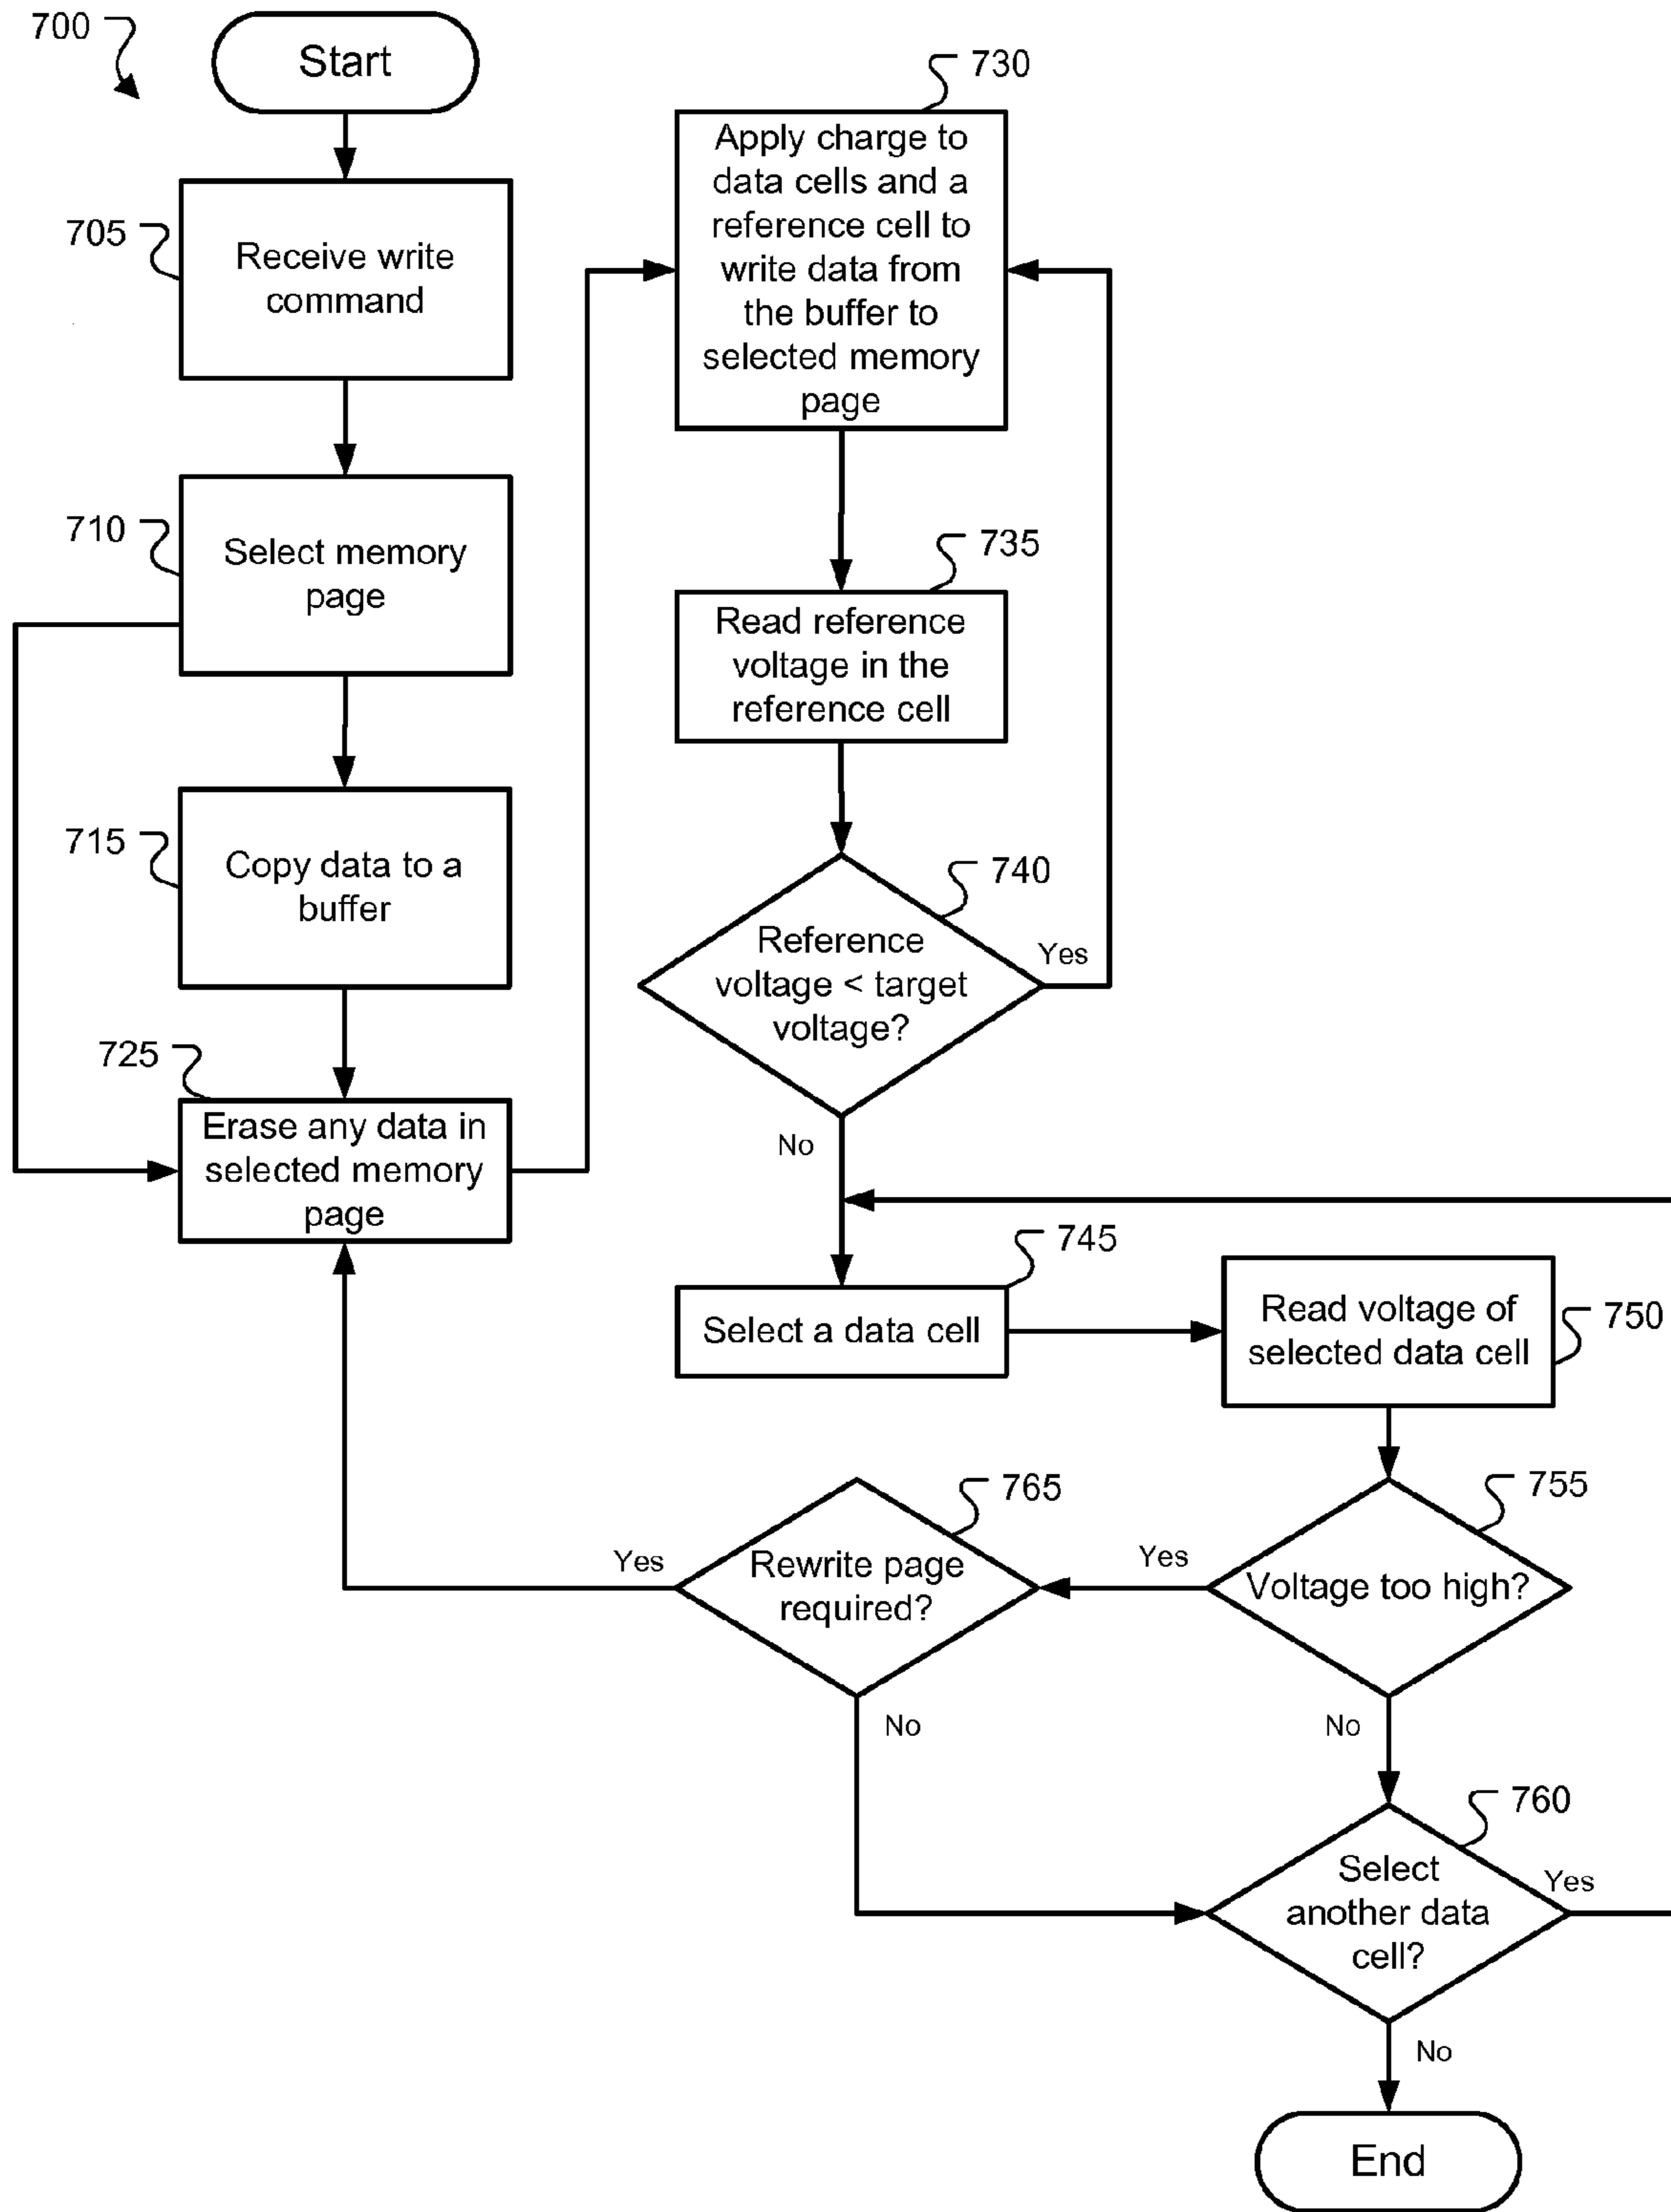 700
Start
705
Receive write
command
710
Select memory
page
715
Copy data to a
buffer
725
Erase any data in
selected memory
page
730
Apply charge to
data cells and a
reference cell to
write data from
the buffer to
selected memory
page
735
Read reference
voltage in the
reference cell
740
Reference
voltage < target
voltage?
Yes
No
745
Select a data cell
750
Read voltage of
selected data cell
755
Voltage too high?
Yes
No
765
Rewrite page
required?
Yes
No
760
Select
another data
cell?
Yes
No
End